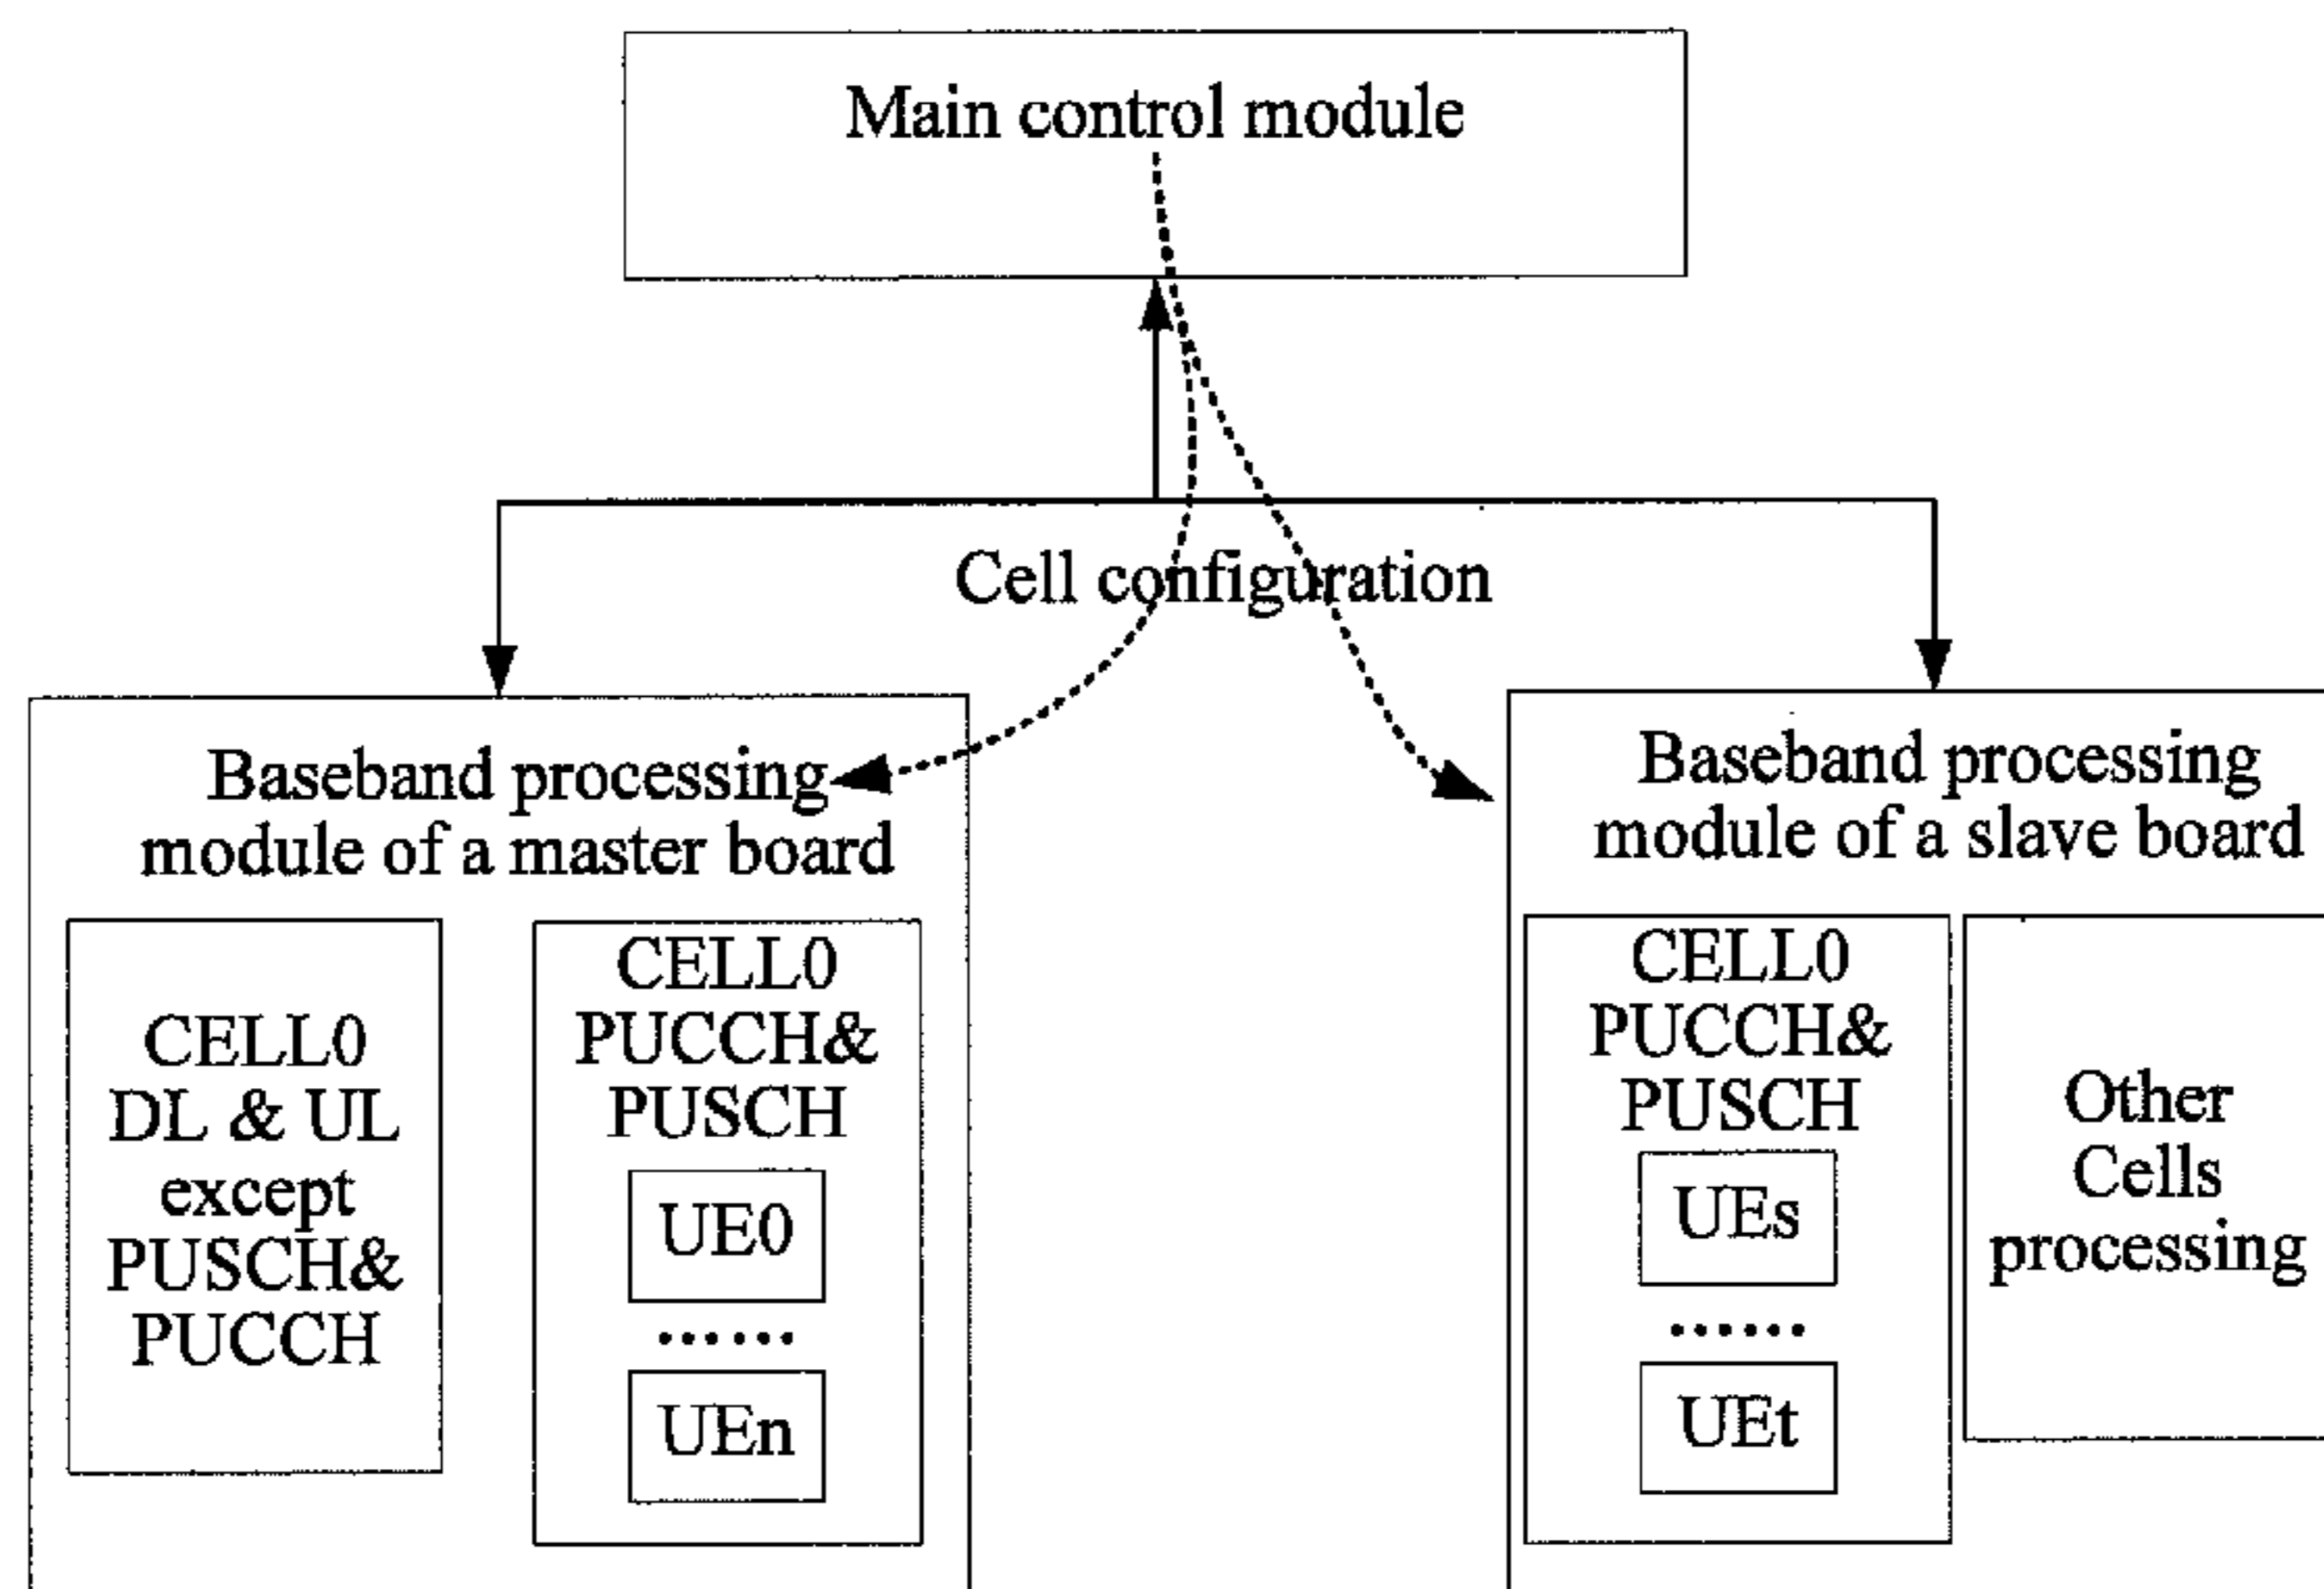 Main control module
Cell configuration
Baseband processing
module of a master board
CELL0
DL & UL
except
PUSCH&
PUCCH
CELL0
PUCCH&
PUSCH
UE0
......
UEn
Baseband processing
module of a slave board
CELL0
PUCCH&
PUSCH
UEs
......
UEt
Other
Cells
processing